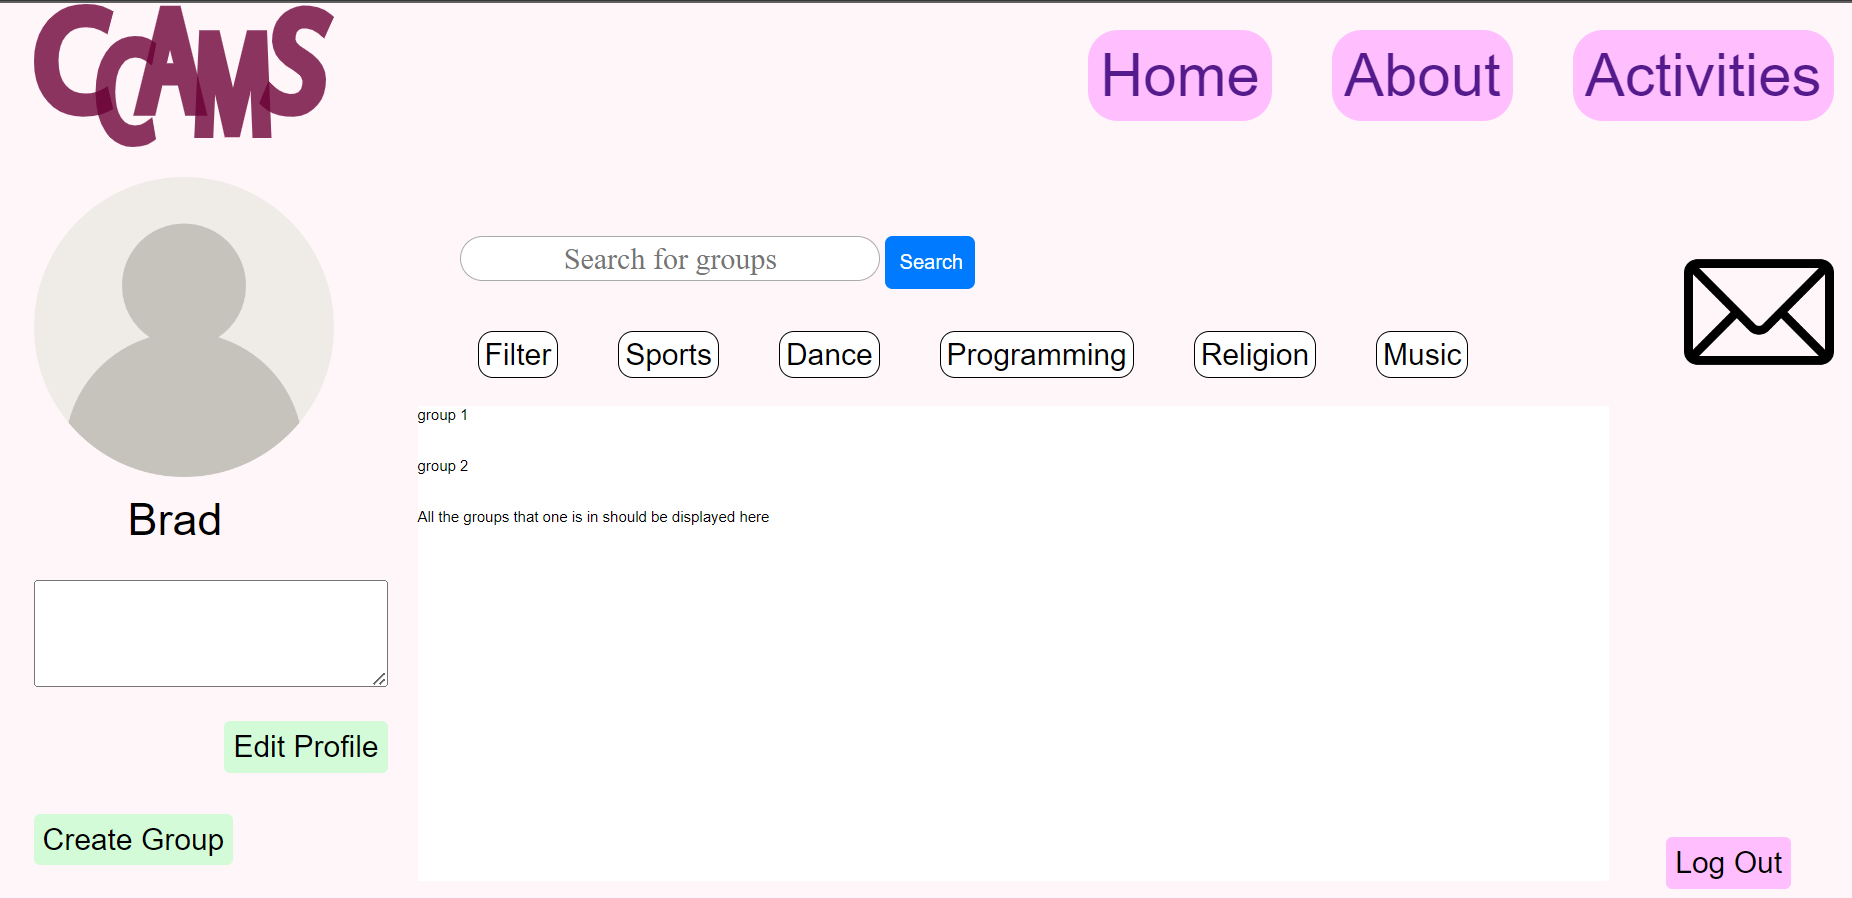 CCAMS
Home About Activities
Search for groups Search
Filter Sports Dance Programming Religion Music
group 1
group 2
All the groups that one is in should be displayed here
Brad
Edit Profile
Create Group
Log Out